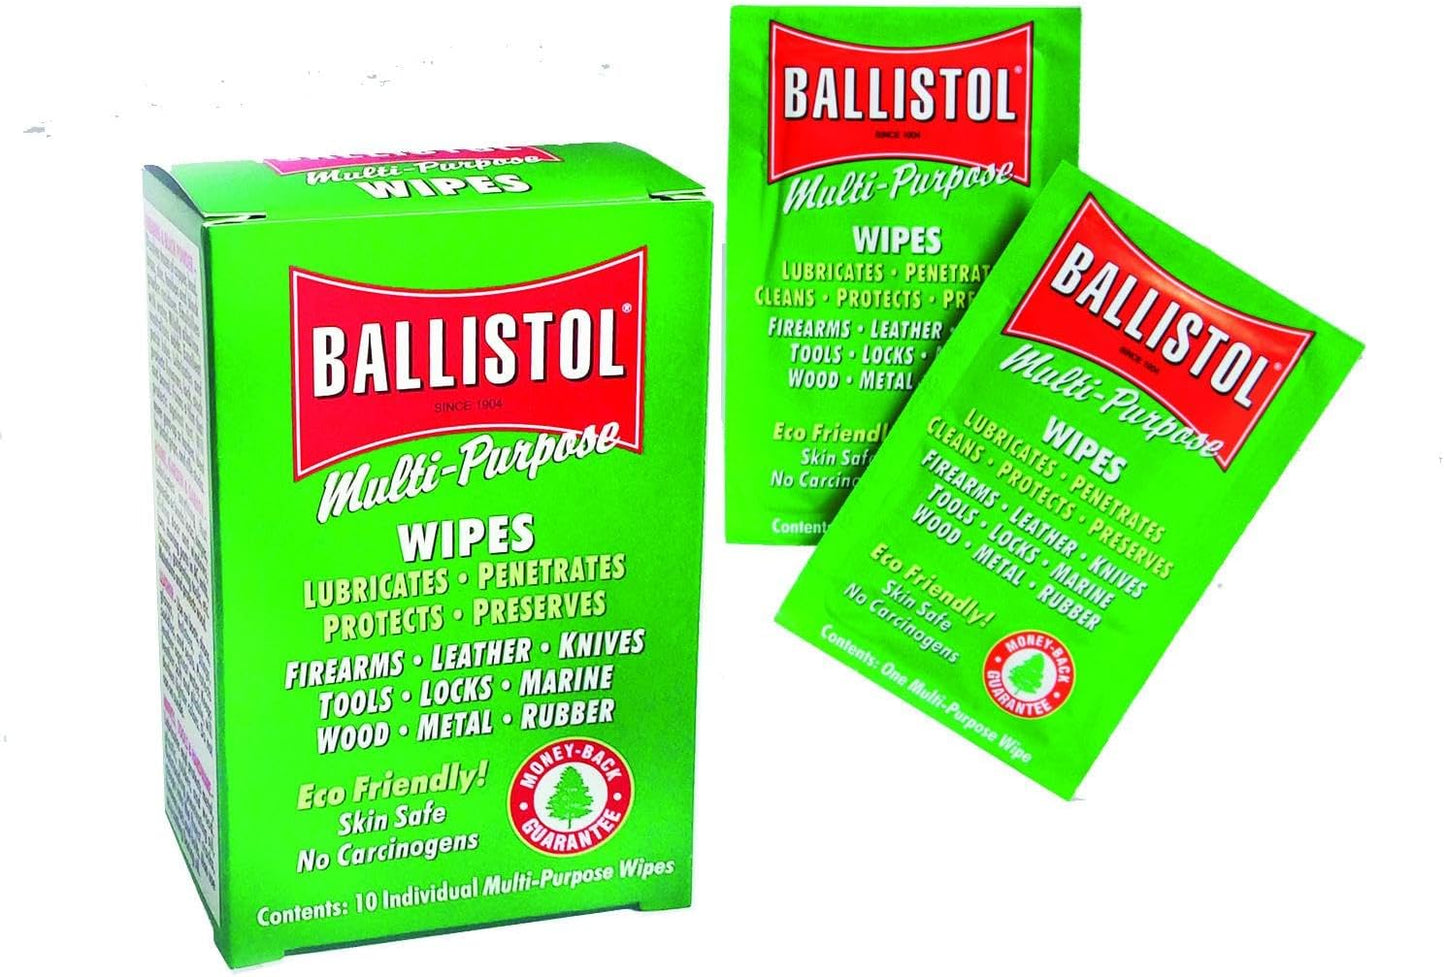 BALLISTOL
Multi-Purpose
WIPES
BALLISTOL®
SINCE 1904
Multi-Purpose
WIPES
LUBRICATES · PENETRATES
PROTECTS · PRESERVES
FIREARMS · LEATHER · KNIVES
TOOLS · LOCKS · MARINE
WOOD · METAL · RUBBER
Eco Friendly!
Skin Safe
No Carcinogens
MONEY-BACK
GUARANTEE
Contents: 10 Individual Multi-Purpose Wipes
BALLISTOL®
SINCE 1904
Multi-Purpose
WIPES
LUBRICATES · PENETRAT
CLEANS · PROTECTS · PRE
FIREARMS · LEATHER ·
TOOLS · LOCKS ·
WOOD · METAL ·
Eco Friendl
Skin Saf
No Carcin
Content
BALLISTOL®
SINCE 1904
Multi-Purpose
WIPES
LUBRICATES · PENETRATES
CLEANS · PROTECTS · PRESERVES
FIREARMS · LEATHER · KNIVES
TOOLS · LOCKS · MARINE
WOOD · METAL · RUBBER
Eco Friendly!
Skin Safe
No Carcinogens
MONEY-BACK
GUARANTEE
Contents: One Multi-Purpose Wipe